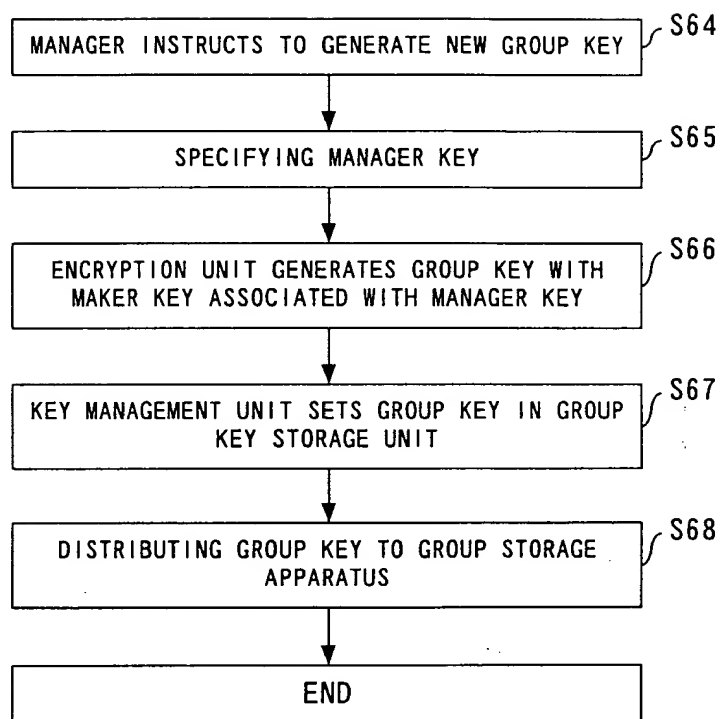 MANAGER INSTRUCTS TO GENERATE NEW GROUP KEY
S64
SPECIFYING MANAGER KEY
S65
ENCRYPTION UNIT GENERATES GROUP KEY WITH
MAKER KEY ASSOCIATED WITH MANAGER KEY
S66
KEY MANAGEMENT UNIT SETS GROUP KEY IN GROUP
KEY STORAGE UNIT
S67
DISTRIBUTING GROUP KEY TO GROUP STORAGE
APPARATUS
S68
END